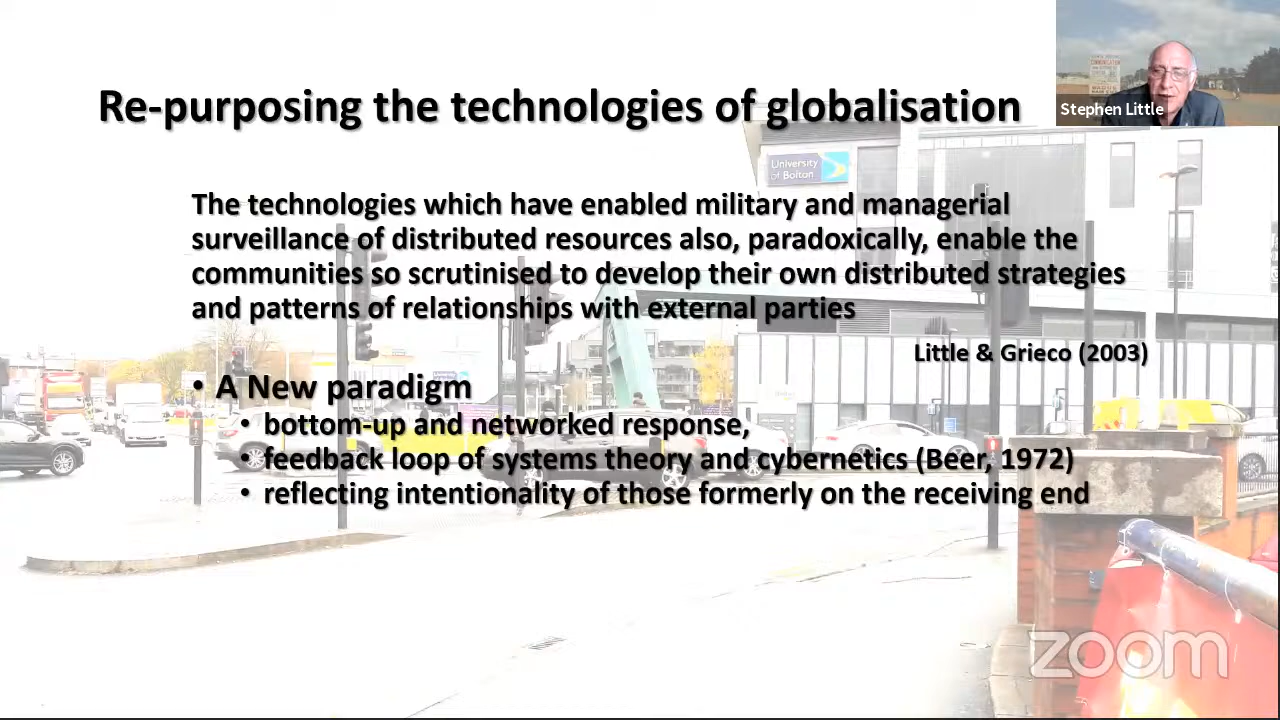 Re-purposing the technologies of globalisation
Stephen Little
University
of Bolton
The technologies which have enabled military and managerial
surveillance of distributed resources also, paradoxically, enable the
communities so scrutinised to develop their own distributed strategies
and patterns of relationships with external parties
Little & Grieco (2003)
• A New paradigm
• bottom-up and networked response,
• feedback loop of systems theory and cybernetics (Beer, 1972)
• reflecting intentionality of those formerly on the receiving end
zoom